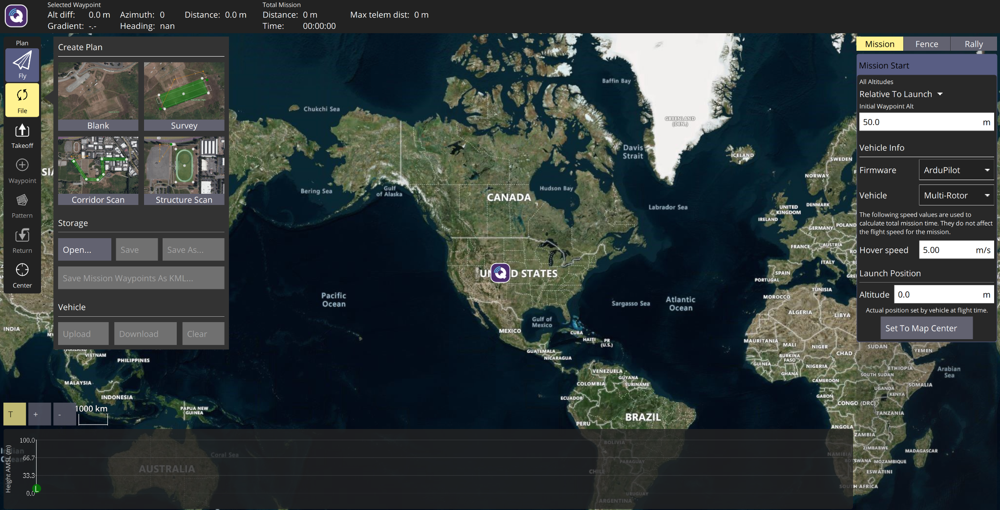 Selected Waypoint
Alt diff: 0.0 m Azimuth: 0 Distance: 0.0 m
Gradient: -.- Heading: nan
Total Mission
Distance: 0 m Max telem dist: 0 m
Time: 00:00:00
Plan
Fly
File
Takeoff
Waypoint
Pattern
Return
Center
Create Plan
Blank
Survey
Corridor Scan
Structure Scan
Storage
Open...
Save
Save As...
Save Mission Waypoints As KML...
Vehicle
Upload
Download
Clear
Mission
Fence
Rally
Mission Start
All Altitudes
Relative To Launch
Initial Waypoint Alt
50.0 m
Vehicle Info
Firmware ArduPilot
Vehicle Multi-Rotor
The following speed values are used to
calculate total mission time. They do not affect
the flight speed for the mission.
Hover speed 5.00 m/s
Launch Position
Altitude 0.0 m
Actual position set by vehicle at flight time.
Set To Map Center
Baffin Bay
Chukchi Sea
GREENLAND
(DEN.)
Davis
Strait
ICELAND
SWEDEN
NORWAY
Bering Sea
Gulf
of Alaska
Hudson Bay
CANADA
Labrador Sea
UNITED
KINGDOM
DENMARK
IRELAND
GERMANY
POLAND
FRANCE
AUSTRIA
ITALY
SPAIN
PORTUGAL
D STATES
Pacific
Ocean
Sargasso Sea
Atlantic
Ocean
Gulf of
Mexico
MEXICO
CUBA
HAITI
PR
(U.S.)
GUATEMALA
NICARAGUA
MOROCCO
TUNISIA
ALGERIA
LIBYA
MAURITANIA
MALI
NIGER
CHAD
SUDAN
YEMEN
BURKINA
FASO
GUINEA
GHANA
NIGERIA
CAMEROON
ETHIOPIA
SOUTH SUDAN
Arabian
Sea
SOMALIA
UGANDA
KENYA
GABON
CONGO (DRC)
TANZANIA
ANGOLA
ZAMBIA
ZIMBABWE
MADAGASCAR
NAMIBIA
BOTSWANA
MOZAMBIQUE
ESWATINI
SOUTH AFRICA
VENEZUELA
GUYANA
SURINAME
COLOMBIA
ECUADOR
PERU
BRAZIL
BOLIVIA
PARAGUAY
CHILE
URUGUAY
ARGENTINA
INDIA
THAILAND
VIETNAM
PHILIPPINES
MALAYSIA
INDONESIA
PAPUA NEW
GUINEA
Coral Sea
AUSTRALIA
Indian
T + - 1000 km
Height AMSL (m)
100.0
66.7
33.3
0.0
L